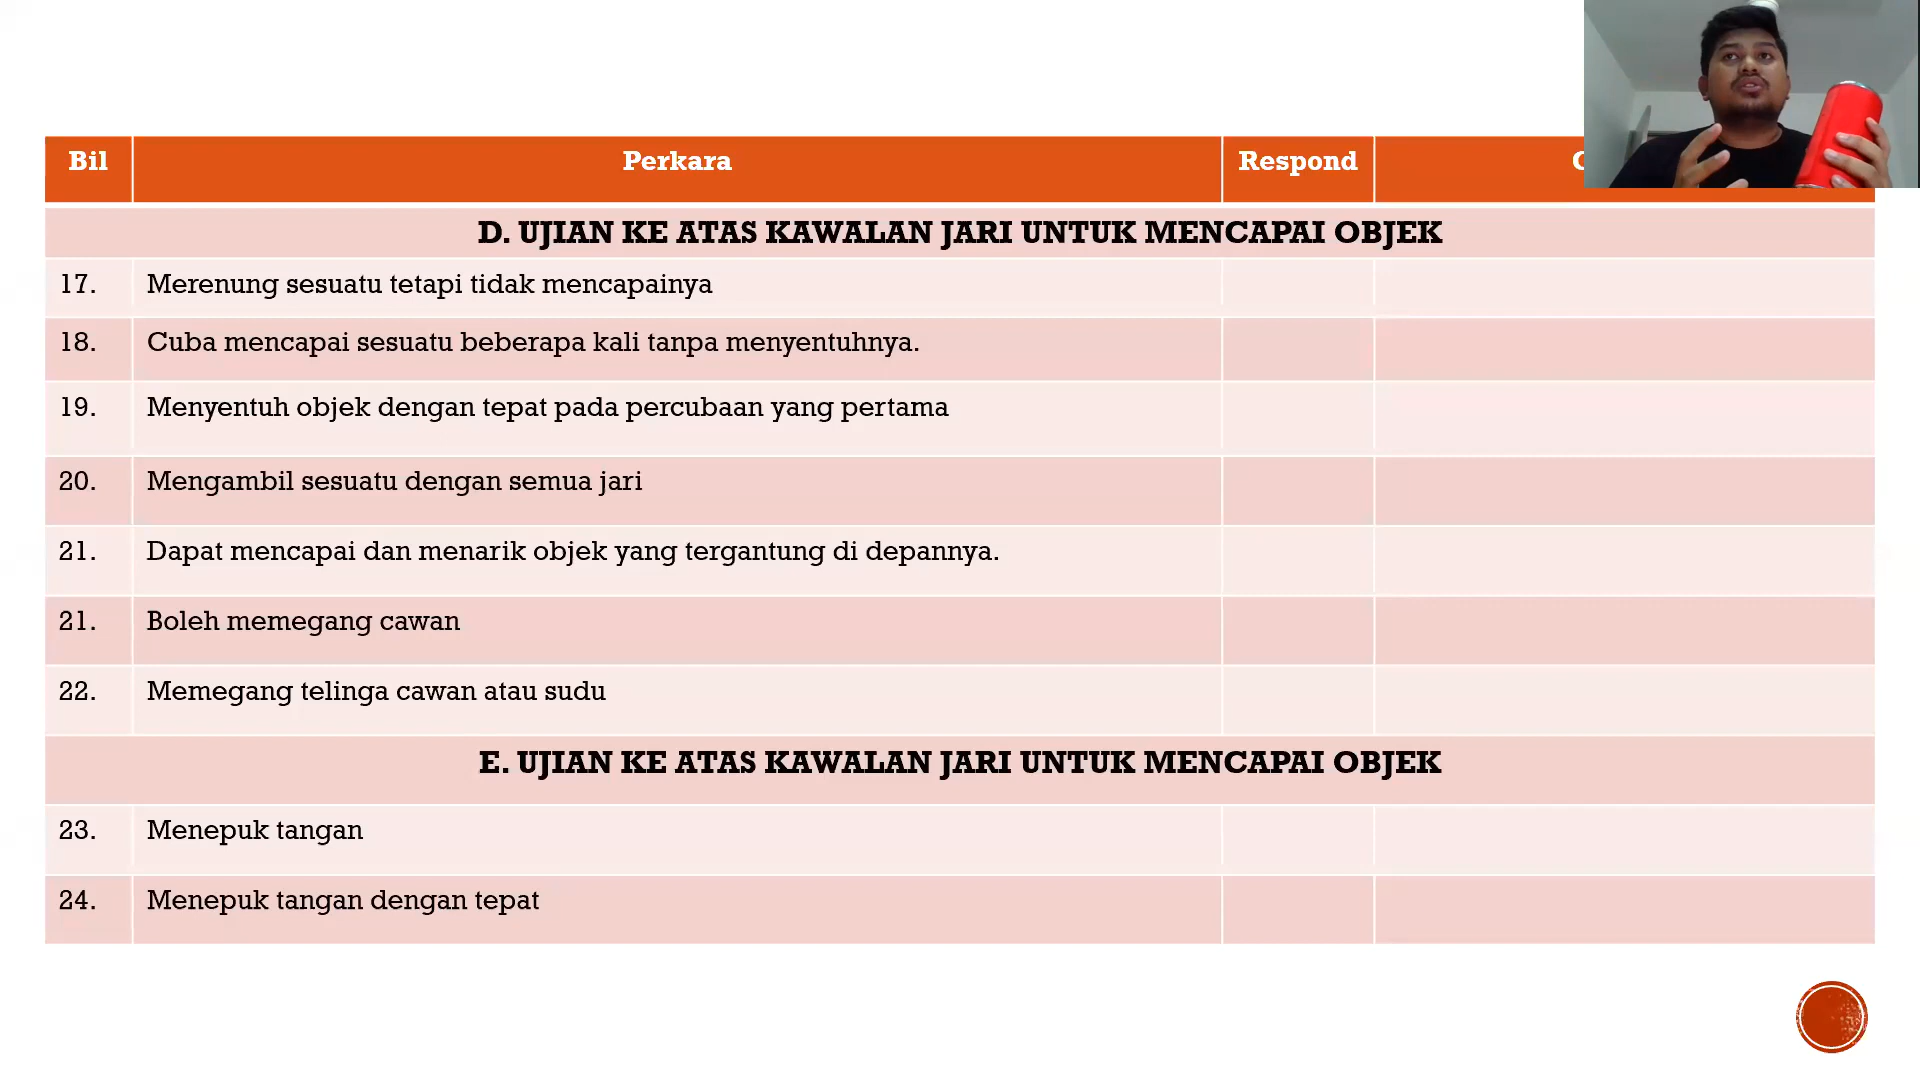 Bil Perkara Respond
D. UJIAN KE ATAS KAWALAN JARI UNTUK MENCAPAI OBJEK
17. Merenung sesuatu tetapi tidak mencapainya
18. Cuba mencapai sesuatu beberapa kali tanpa menyentuhnya.
19. Menyentuh objek dengan tepat pada percubaan yang pertama
20. Mengambil sesuatu dengan semua jari
21. Dapat mencapai dan menarik objek yang tergantung di depannya.
21. Boleh memegang cawan
22. Memegang telinga cawan atau sudu
E. UJIAN KE ATAS KAWALAN JARI UNTUK MENCAPAI OBJEK
23. Menepuk tangan
24. Menepuk tangan dengan tepat